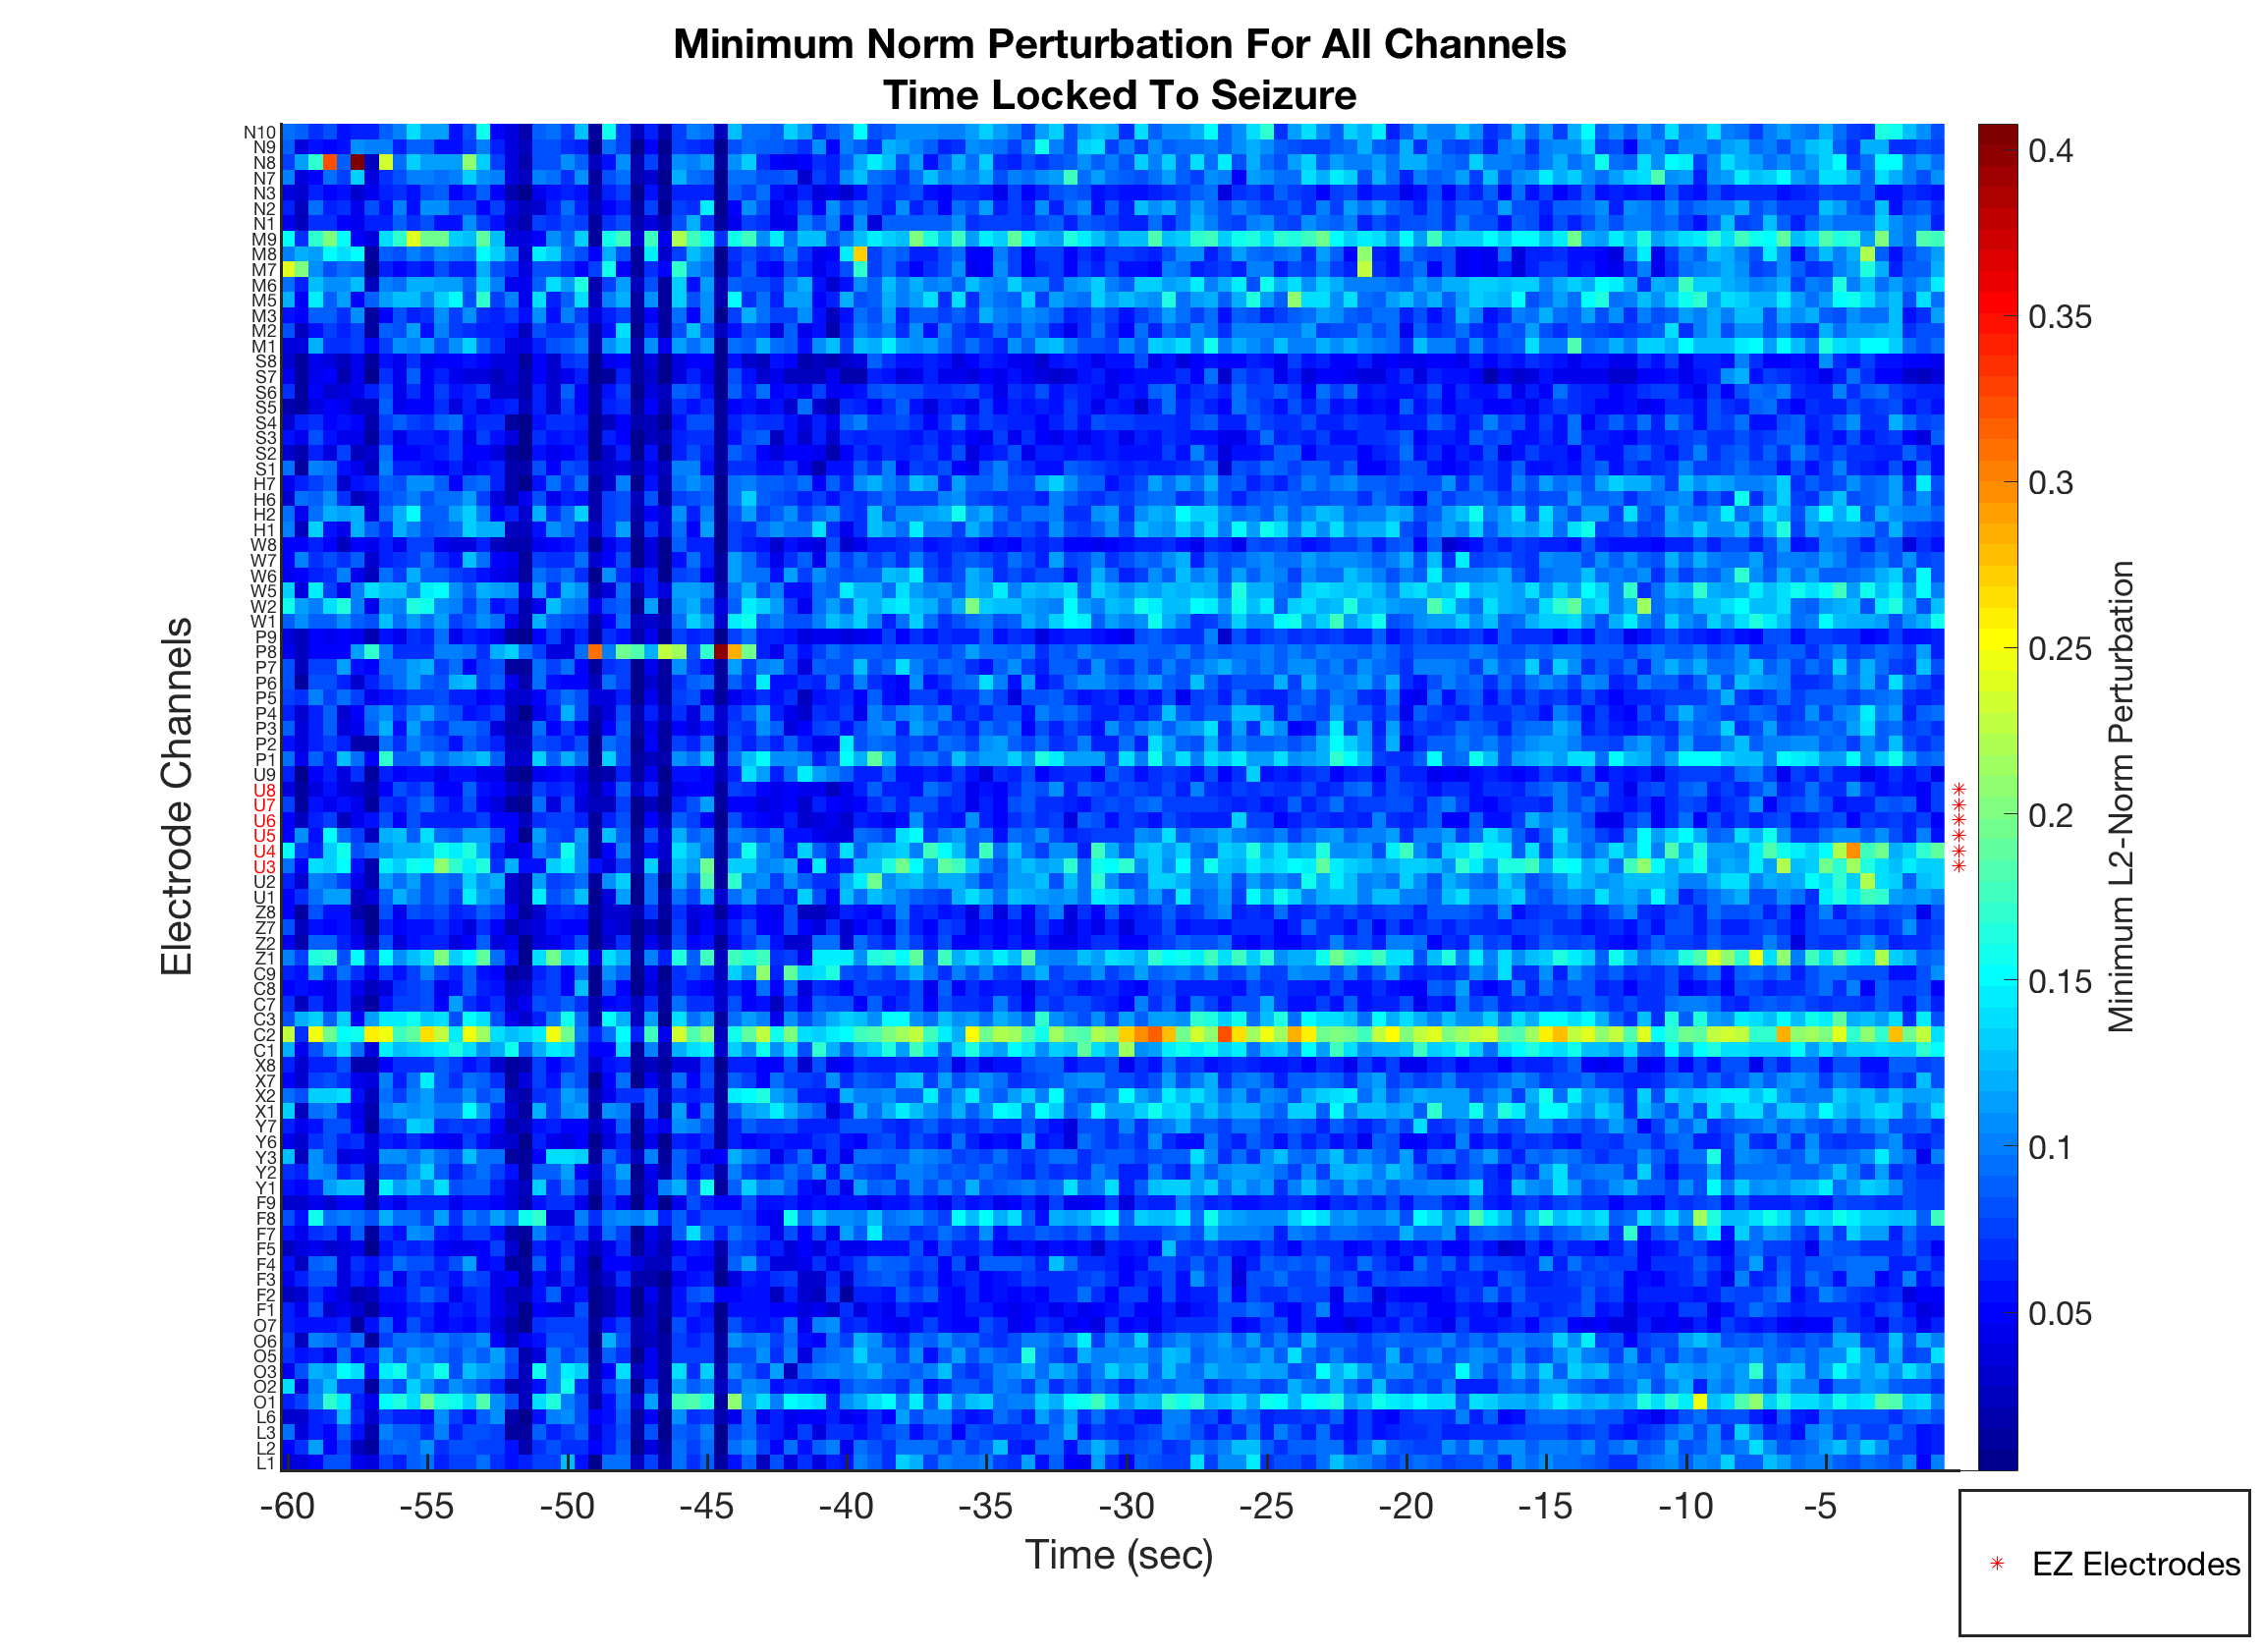 Minimum Norm Perturbation For All Channels
Time Locked To Seizure
Electrode Channels
N10
N9
N8
N7
N3
N2
N1
M9
M8
M7
M6
M5
M3
M2
M1
S8
S7
S6
S5
S4
S3
S2
S1
H7
H6
H2
H1
W8
W7
W6
W5
W2
W1
P9
P8
P7
P6
P5
P4
P3
P2
P1
U9
U8
U7
U6
U5
U4
U3
U2
U1
Z8
Z7
Z2
Z1
C9
C8
C7
C3
C2
C1
X8
X7
X2
X1
Y7
Y6
Y3
Y2
Y1
F9
F8
F7
F5
F4
F3
F2
F1
O7
O6
O5
O3
O2
O1
L6
L3
L2
L1
-60 -55 -50 -45 -40 -35 -30 -25 -20 -15 -10 -5
Time (sec)
0.4
0.35
0.3
0.25
0.2
0.15
0.1
0.05
Minimum L2-Norm Perturbation
EZ Electrodes